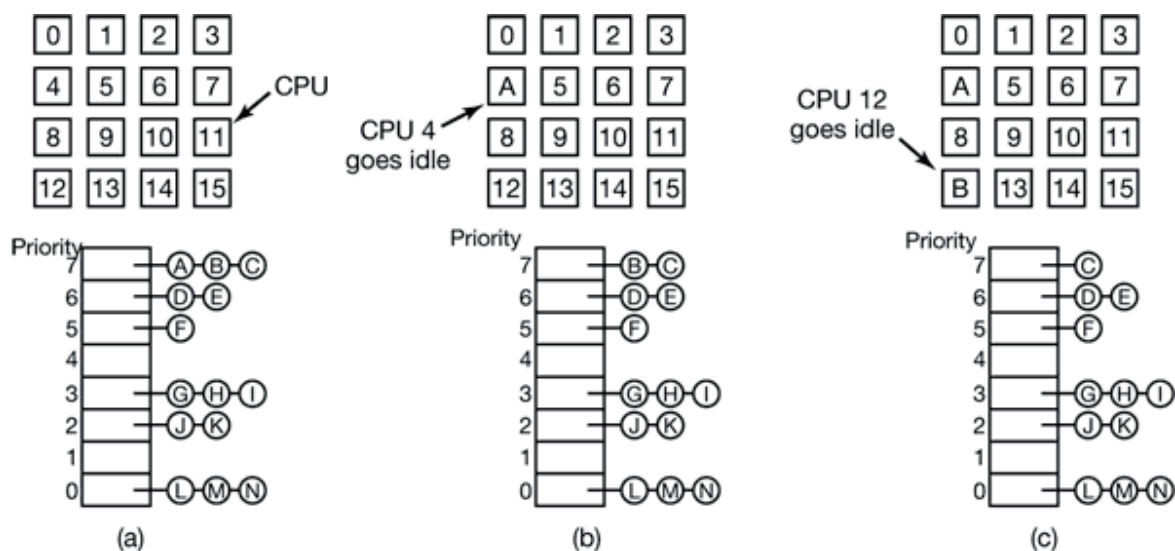 0 1 2 3
4 5 6 7
8 9 10 11
12 13 14 15
CPU
Priority
7 A B C
6 D E
5 F
4
3 G H I
2 J K
1
0 L M N
(a)
0 1 2 3
A 5 6 7
8 9 10 11
12 13 14 15
CPU 4
goes idle
Priority
7 B C
6 D E
5 F
4
3 G H I
2 J K
1
0 L M N
(b)
0 1 2 3
A 5 6 7
8 9 10 11
B 13 14 15
CPU 12
goes idle
Priority
7 C
6 D E
5 F
4
3 G H I
2 J K
1
0 L M N
(c)